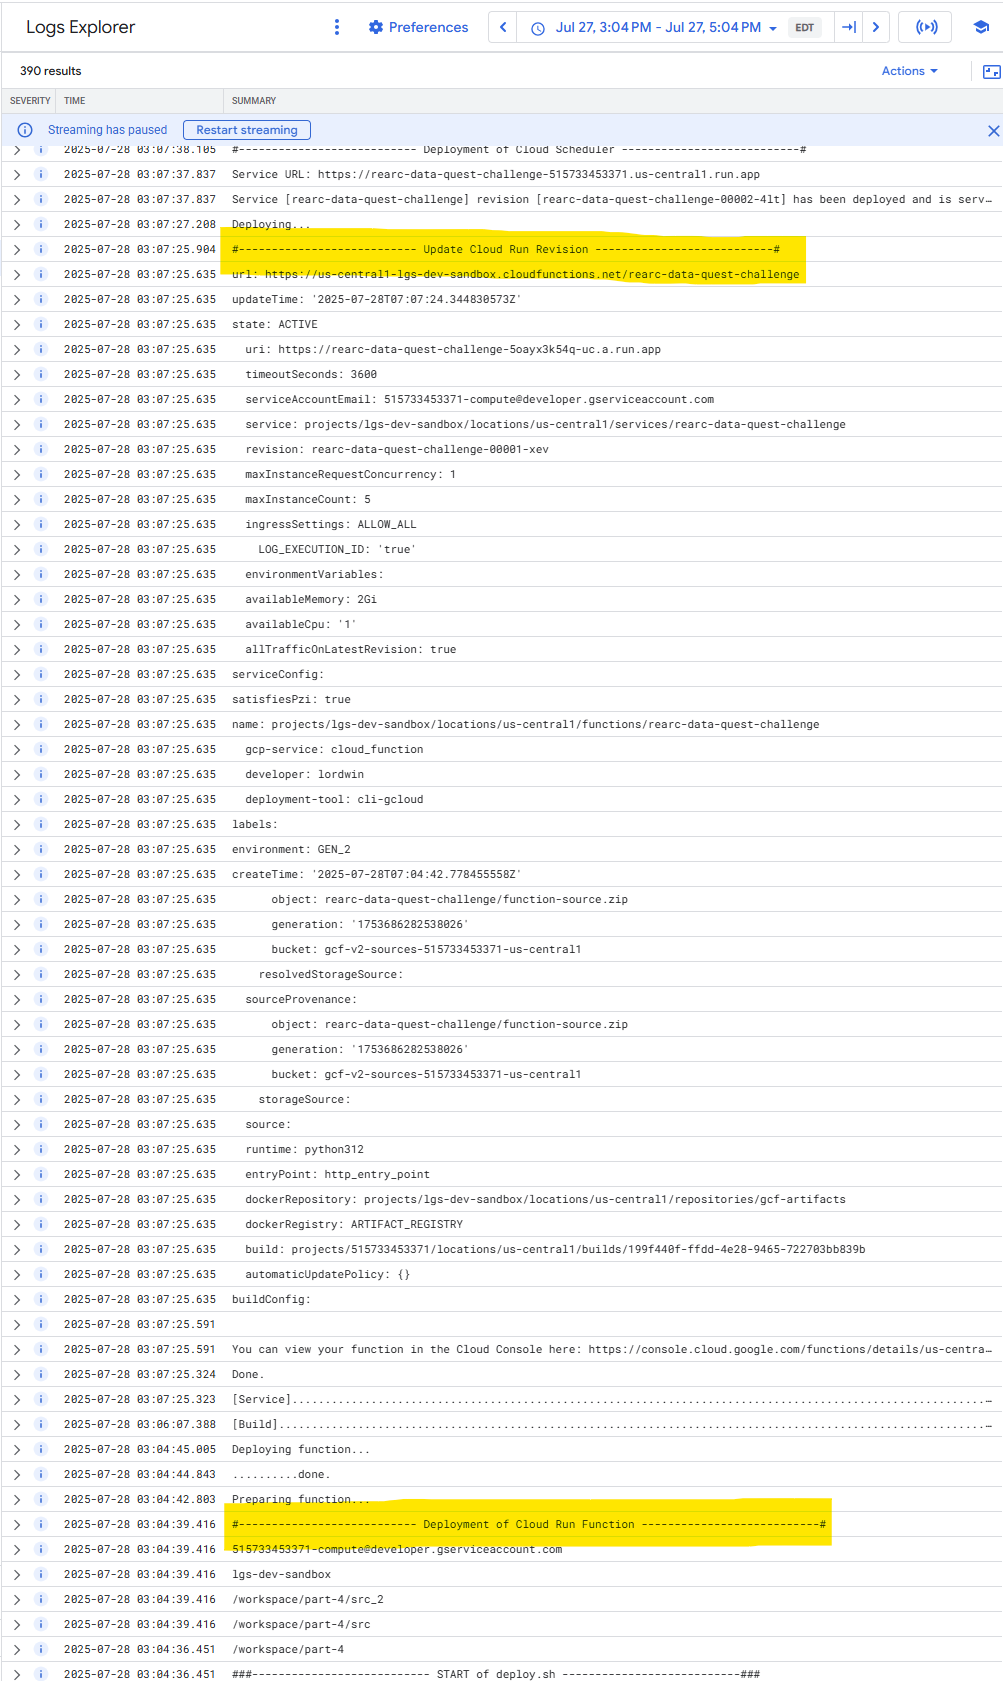 Logs Explorer
Preferences
Jul 27, 3:04 PM - Jul 27, 5:04 PM EDT
390 results
Actions
SEVERITY TIME SUMMARY
Streaming has paused Restart streaming
2025-07-28 03:07:38.105 #--------------------------- Deployment of Cloud Scheduler ---------------------------#
2025-07-28 03:07:37.837 Service URL: https://rearc-data-quest-challenge-515733453371.us-central1.run.app
2025-07-28 03:07:37.837 Service [rearc-data-quest-challenge] revision [rearc-data-quest-challenge-00002-4lt] has been deployed and is serv…
2025-07-28 03:07:27.208 Deploying...
2025-07-28 03:07:25.904 #--------------------------- Update Cloud Run Revision ---------------------------#
2025-07-28 03:07:25.635 url: https://us-central1-lgs-dev-sandbox.cloudfunctions.net/rearc-data-quest-challenge
2025-07-28 03:07:25.635 updateTime: '2025-07-28T07:07:24.344830573Z'
2025-07-28 03:07:25.635 state: ACTIVE
2025-07-28 03:07:25.635 uri: https://rearc-data-quest-challenge-5oayx3k54q-uc.a.run.app
2025-07-28 03:07:25.635 timeoutSeconds: 3600
2025-07-28 03:07:25.635 serviceAccountEmail: 515733453371-compute@developer.gserviceaccount.com
2025-07-28 03:07:25.635 service: projects/lgs-dev-sandbox/locations/us-central1/services/rearc-data-quest-challenge
2025-07-28 03:07:25.635 revision: rearc-data-quest-challenge-00001-xev
2025-07-28 03:07:25.635 maxInstanceRequestConcurrency: 1
2025-07-28 03:07:25.635 maxInstanceCount: 5
2025-07-28 03:07:25.635 ingressSettings: ALLOW_ALL
2025-07-28 03:07:25.635 LOG_EXECUTION_ID: 'true'
2025-07-28 03:07:25.635 environmentVariables:
2025-07-28 03:07:25.635 availableMemory: 2Gi
2025-07-28 03:07:25.635 availableCpu: '1'
2025-07-28 03:07:25.635 allTrafficOnLatestRevision: true
2025-07-28 03:07:25.635 serviceConfig:
2025-07-28 03:07:25.635 satisfiesPzi: true
2025-07-28 03:07:25.635 name: projects/lgs-dev-sandbox/locations/us-central1/functions/rearc-data-quest-challenge
2025-07-28 03:07:25.635 gcp-service: cloud_function
2025-07-28 03:07:25.635 developer: lordwin
2025-07-28 03:07:25.635 deployment-tool: cli-gcloud
2025-07-28 03:07:25.635 labels:
2025-07-28 03:07:25.635 environment: GEN_2
2025-07-28 03:07:25.635 createTime: '2025-07-28T07:04:42.778455558Z'
2025-07-28 03:07:25.635 object: rearc-data-quest-challenge/function-source.zip
2025-07-28 03:07:25.635 generation: '1753686282538026'
2025-07-28 03:07:25.635 bucket: gcf-v2-sources-515733453371-us-central1
2025-07-28 03:07:25.635 resolvedStorageSource:
2025-07-28 03:07:25.635 sourceProvenance:
2025-07-28 03:07:25.635 object: rearc-data-quest-challenge/function-source.zip
2025-07-28 03:07:25.635 generation: '1753686282538026'
2025-07-28 03:07:25.635 bucket: gcf-v2-sources-515733453371-us-central1
2025-07-28 03:07:25.635 storageSource:
2025-07-28 03:07:25.635 source:
2025-07-28 03:07:25.635 runtime: python312
2025-07-28 03:07:25.635 entryPoint: http_entry_point
2025-07-28 03:07:25.635 dockerRepository: projects/lgs-dev-sandbox/locations/us-central1/repositories/gcf-artifacts
2025-07-28 03:07:25.635 dockerRegistry: ARTIFACT_REGISTRY
2025-07-28 03:07:25.635 build: projects/515733453371/locations/us-central1/builds/199f440f-ffdd-4e28-9465-722703bb839b
2025-07-28 03:07:25.635 automaticUpdatePolicy: {}
2025-07-28 03:07:25.635 buildConfig:
2025-07-28 03:07:25.591
2025-07-28 03:07:25.591 You can view your function in the Cloud Console here: https://console.cloud.google.com/functions/details/us-centra…
2025-07-28 03:07:25.324 Done.
2025-07-28 03:07:25.323 [Service].........................................................................................................…
2025-07-28 03:06:07.388 [Build]...........................................................................................................…
2025-07-28 03:04:45.005 Deploying function...
2025-07-28 03:04:44.843 ..........done.
2025-07-28 03:04:42.803 Preparing function...
2025-07-28 03:04:39.416 #--------------------------- Deployment of Cloud Run Function ---------------------------#
2025-07-28 03:04:39.416 515733453371-compute@developer.gserviceaccount.com
2025-07-28 03:04:39.416 lgs-dev-sandbox
2025-07-28 03:04:39.416 /workspace/part-4/src_2
2025-07-28 03:04:39.416 /workspace/part-4/src
2025-07-28 03:04:36.451 /workspace/part-4
2025-07-28 03:04:36.451 ###--------------------------- START of deploy.sh ---------------------------###